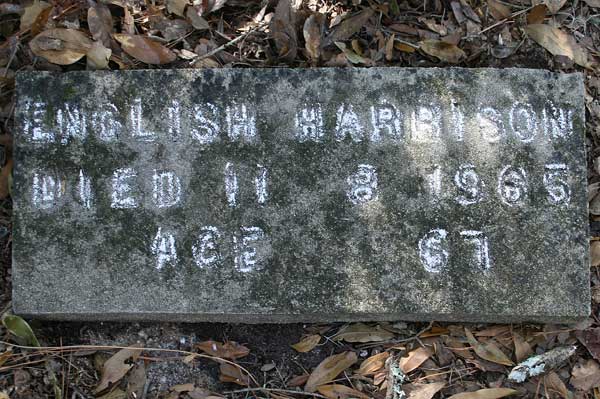 ENGLISH HARRISON
DIED 11 8 1965
AGE 67